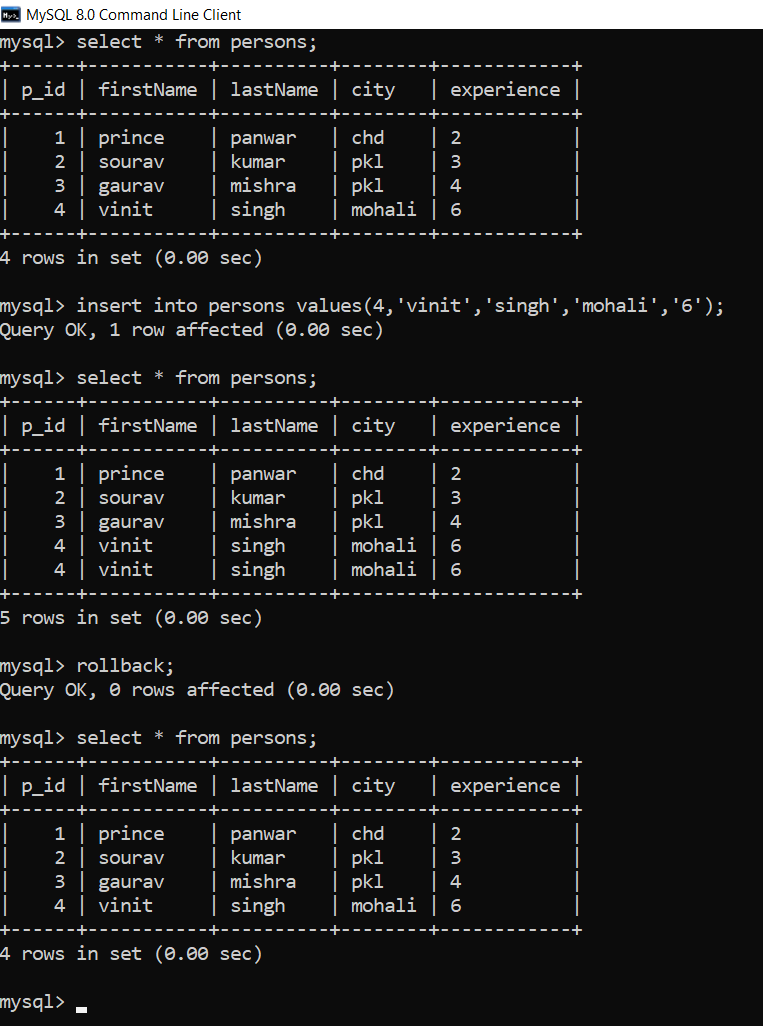 MySQL 8.0 Command Line Client
mysql> select * from persons;
+------+-----------+----------+--------+------------+
| p_id | firstName | lastName | city   | experience |
+------+-----------+----------+--------+------------+
|    1 | prince    | panwar   | chd    | 2          |
|    2 | sourav    | kumar    | pkl    | 3          |
|    3 | gaurav    | mishra   | pkl    | 4          |
|    4 | vinit     | singh    | mohali | 6          |
+------+-----------+----------+--------+------------+
4 rows in set (0.00 sec)

mysql> insert into persons values(4,'vinit','singh','mohali','6');
Query OK, 1 row affected (0.00 sec)

mysql> select * from persons;
+------+-----------+----------+--------+------------+
| p_id | firstName | lastName | city   | experience |
+------+-----------+----------+--------+------------+
|    1 | prince    | panwar   | chd    | 2          |
|    2 | sourav    | kumar    | pkl    | 3          |
|    3 | gaurav    | mishra   | pkl    | 4          |
|    4 | vinit     | singh    | mohali | 6          |
|    4 | vinit     | singh    | mohali | 6          |
+------+-----------+----------+--------+------------+
5 rows in set (0.00 sec)

mysql> rollback;
Query OK, 0 rows affected (0.00 sec)

mysql> select * from persons;
+------+-----------+----------+--------+------------+
| p_id | firstName | lastName | city   | experience |
+------+-----------+----------+--------+------------+
|    1 | prince    | panwar   | chd    | 2          |
|    2 | sourav    | kumar    | pkl    | 3          |
|    3 | gaurav    | mishra   | pkl    | 4          |
|    4 | vinit     | singh    | mohali | 6          |
+------+-----------+----------+--------+------------+
4 rows in set (0.00 sec)

mysql>